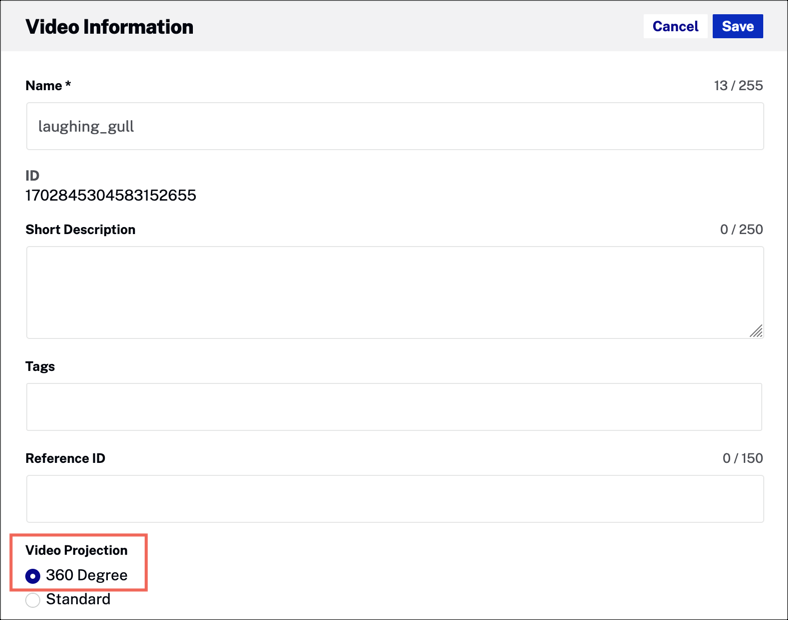 Video Information
Cancel
Save
Name *
13 / 255
laughing_gull
ID
1702845304583152655
Short Description
0 / 250
Tags
Reference ID
0 / 150
Video Projection
360 Degree
Standard